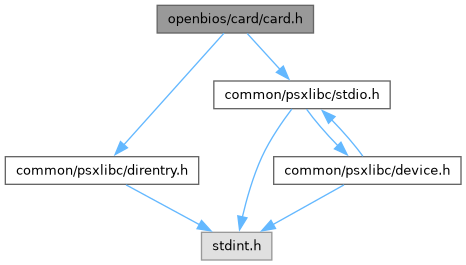 openbios/card/card.h
common/psxlibc/stdio.h
common/psxlibc/direntry.h
common/psxlibc/device.h
stdint.h